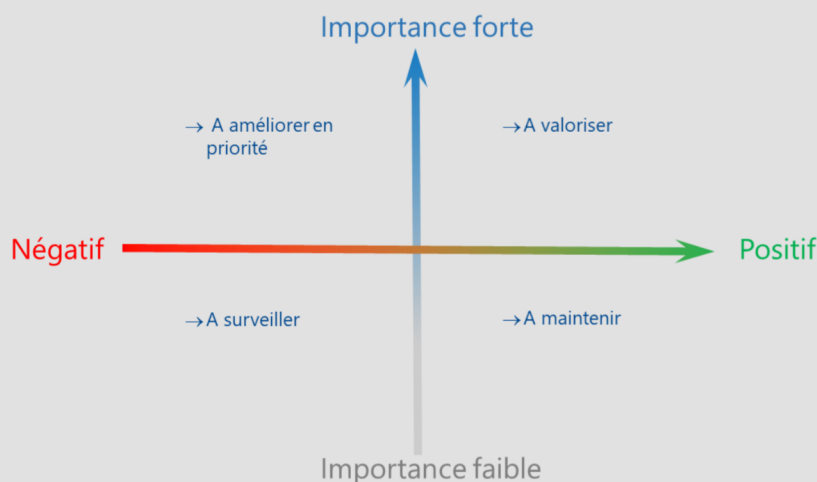 Importance forte
→ A améliorer en
priorité
→ A valoriser
Négatif
Positif
→ A surveiller
→ A maintenir
Importance faible